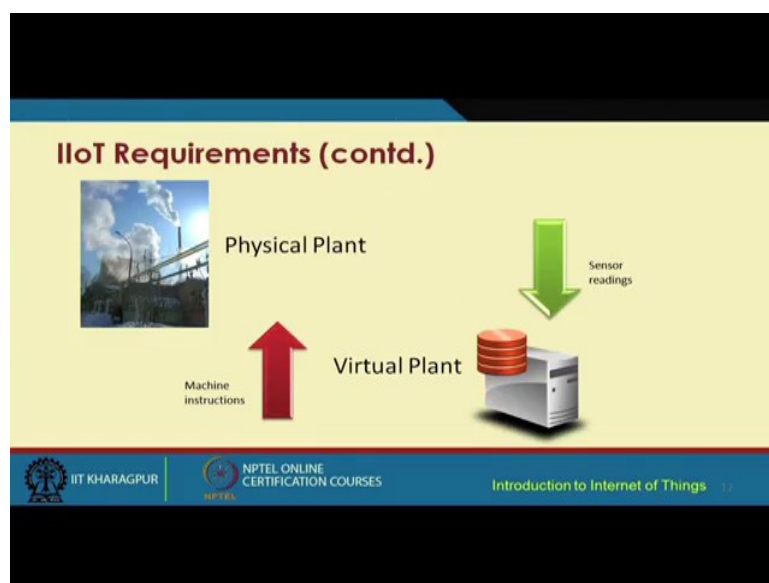 IIoT Requirements (contd.)
Physical Plant
Sensor
readings
Virtual Plant
Machine
instructions
IIT KHARAGPUR
NPTEL
NPTEL ONLINE
CERTIFICATION COURSES
Introduction to Internet of Things
12